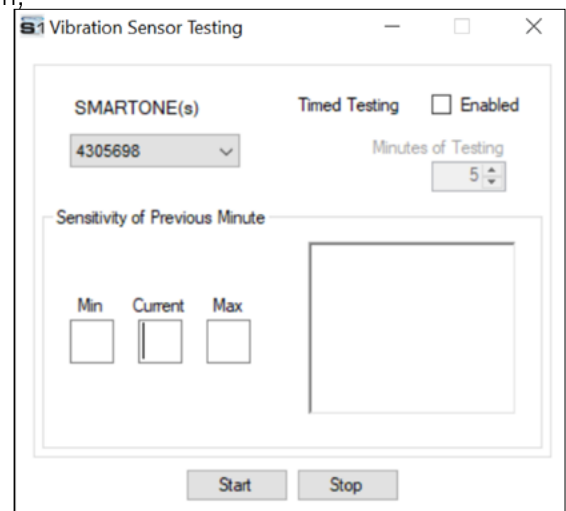 S1 Vibration Sensor Testing
SMARTONE(s)
Timed Testing
Enabled
4305698
Minutes of Testing
5
Sensitivity of Previous Minute
Min
Current
Max
Start
Stop